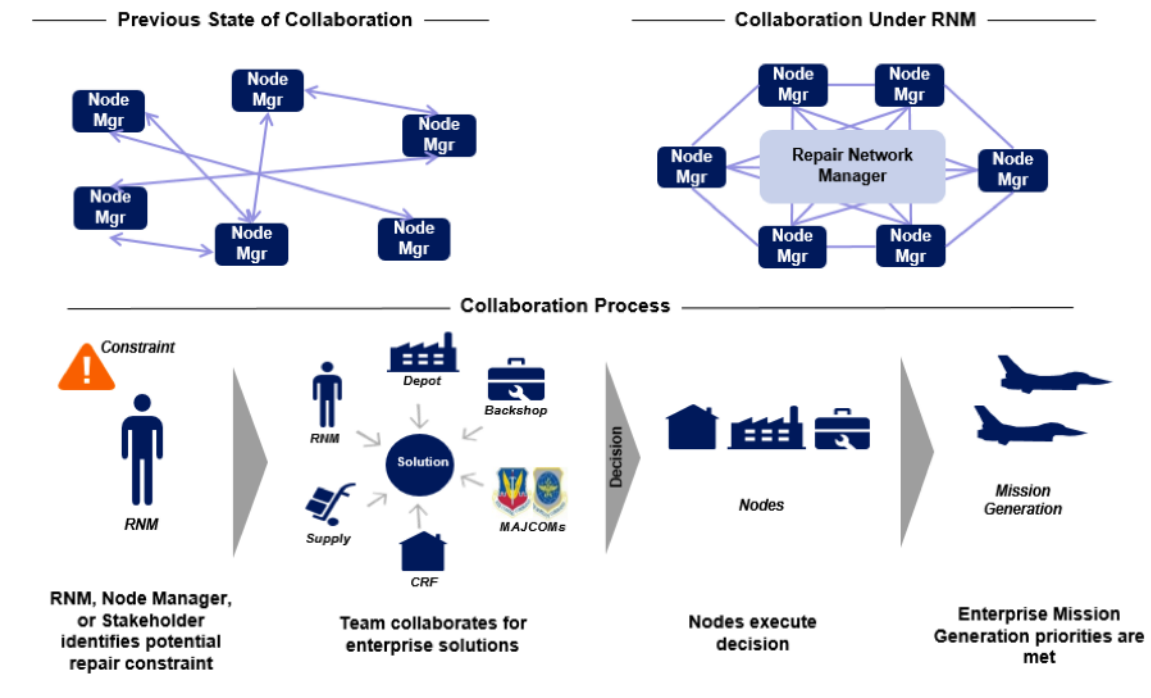 Previous State of Collaboration
Node
Mgr
Node
Mgr
Node
Mgr
Node
Mgr
Node
Mgr
Node
Mgr
Collaboration Under RNM
Node
Mgr
Node
Mgr
Node
Mgr
Repair Network
Manager
Node
Mgr
Node
Mgr
Node
Mgr
Collaboration Process
Constraint
RNM
RNM, Node Manager,
or Stakeholder
identifies potential
repair constraint
Depot
Backshop
RNM
Solution
MAJCOMs
Supply
CRF
Team collaborates for
enterprise solutions
Decision
Nodes
Nodes execute
decision
Mission
Generation
Enterprise Mission
Generation priorities are
met